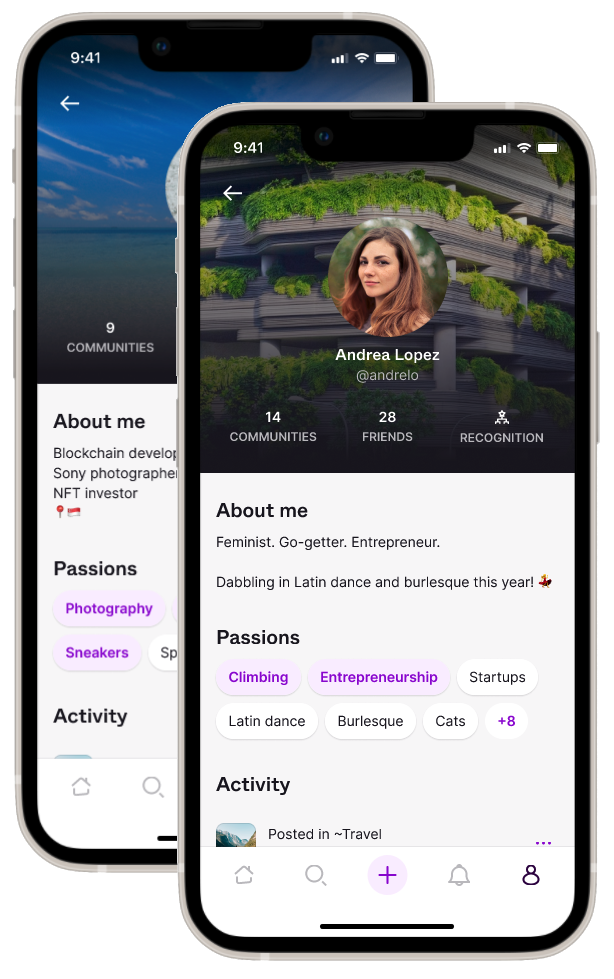 9:41
9
COMMUNITIES
About me
Blockchain
Sony photographer
NFT investor
Passions
Photography
Sneakers
Activity
9:41
Andrea Lopez
@andrelo
14
28
COMMUNITIES
FRIENDS
RECOGNITION
About me
Feminist. Go-getter. Entrepreneur.
Dabbling in Latin dance and burlesque this year! 💃
Passions
Climbing
Entrepreneurship
Startups
Latin dance
Burlesque
Cats
+8
Activity
Posted in ~Travel